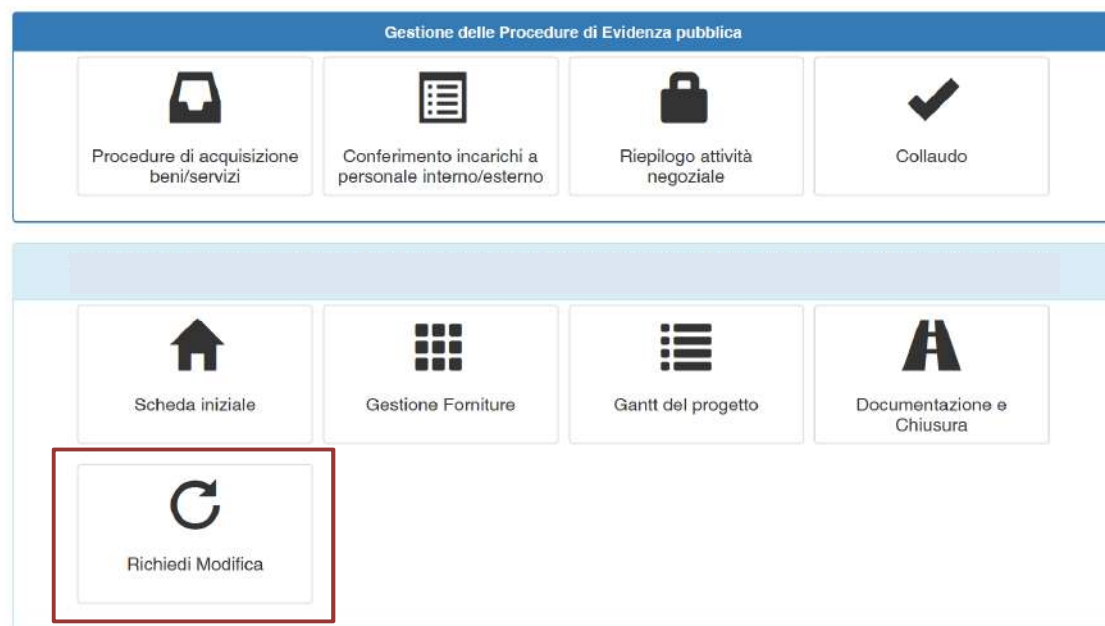 Gestione delle Procedure di Evidenza pubblica
Procedure di acquisizione
beni/servizi
Conferimento incarichi a
personale interno/esterno
Riepilogo attività
negoziale
Collaudo
Scheda iniziale
Gestione Forniture
Gantt del progetto
Documentazione e
Chiusura
Richiedi Modifica